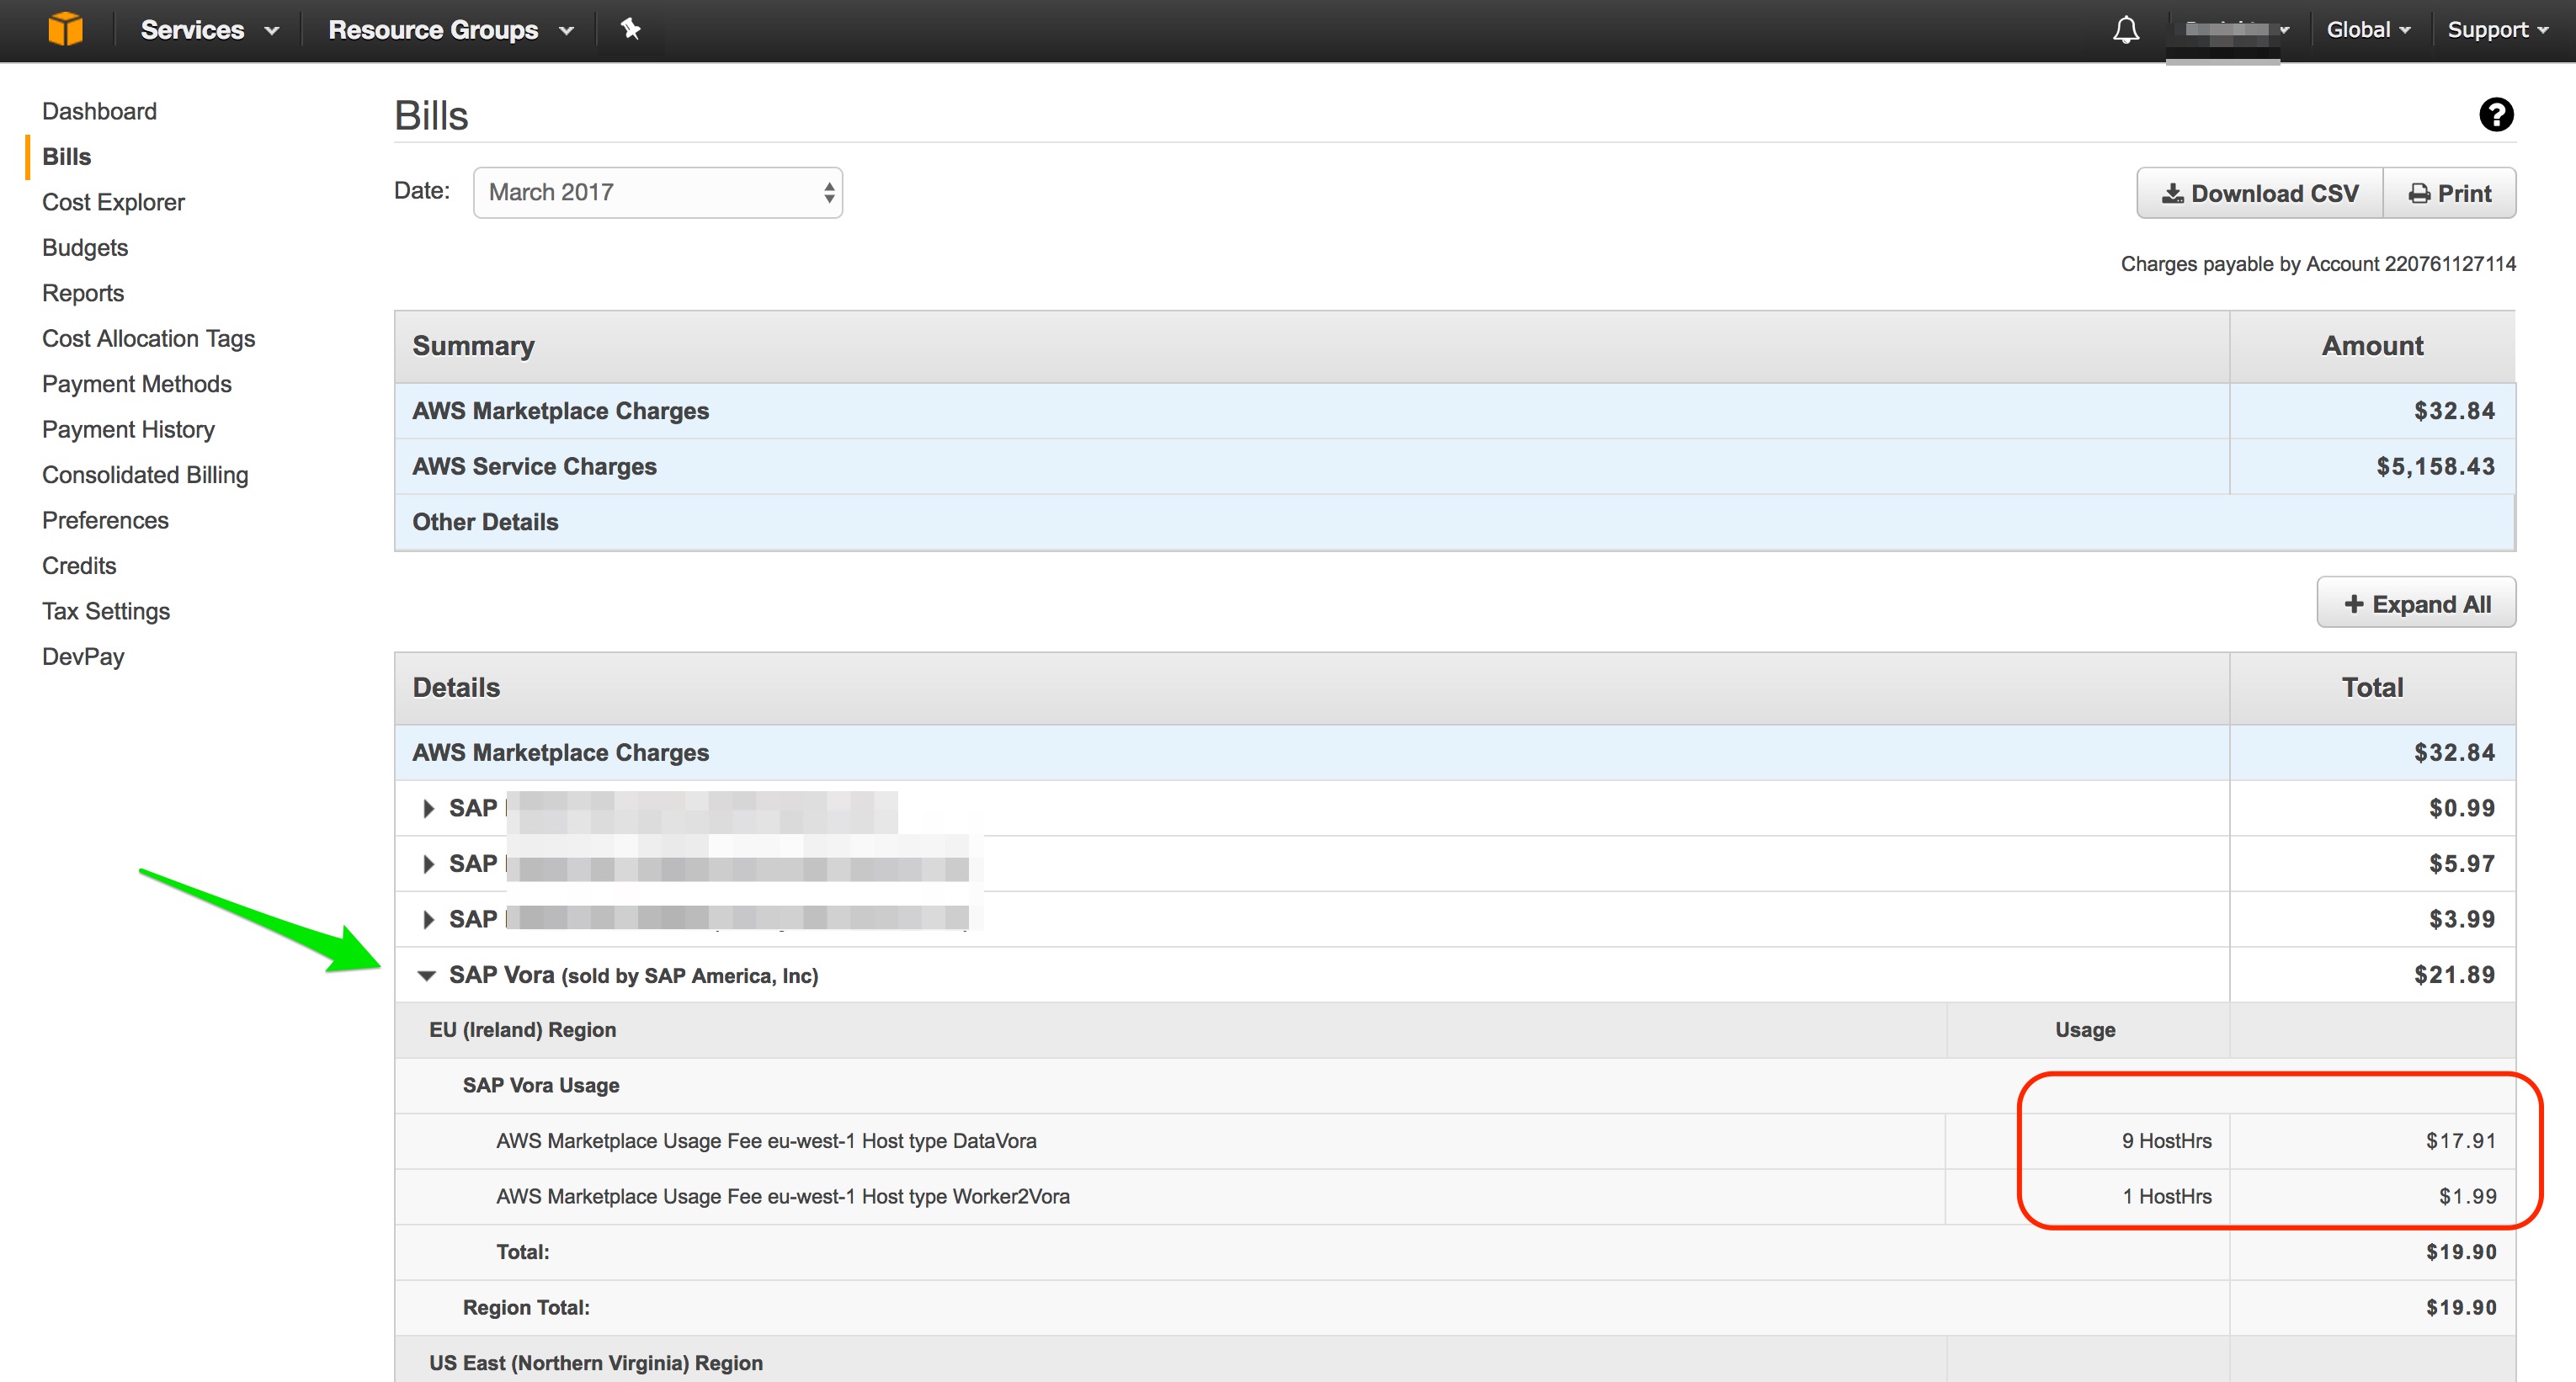 Services Resource Groups Global Support
Dashboard
Bills
Cost Explorer
Budgets
Reports
Cost Allocation Tags
Payment Methods
Payment History
Consolidated Billing
Preferences
Credits
Tax Settings
DevPay
Bills
Date: March 2017 Download CSV Print
Charges payable by Account 220761127114
Summary Amount
AWS Marketplace Charges $32.84
AWS Service Charges $5,158.43
Other Details
Expand All
Details Total
AWS Marketplace Charges $32.84
SAP $0.99
SAP $5.97
SAP $3.99
SAP Vora (sold by SAP America, Inc) $21.89
EU (Ireland) Region Usage
SAP Vora Usage
AWS Marketplace Usage Fee eu-west-1 Host type DataVora 9 HostHrs $17.91
AWS Marketplace Usage Fee eu-west-1 Host type Worker2Vora 1 HostHrs $1.99
Total: $19.90
Region Total: $19.90
US East (Northern Virginia) Region